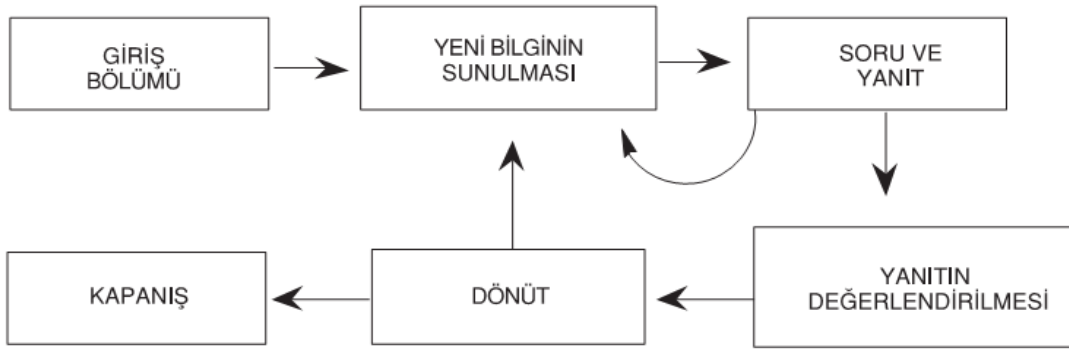 GİRİŞ
BÖLÜMÜ
YENİ BİLGİNİN
SUNULMASI
SORU VE
YANIT
KAPANIŞ
DÖNÜT
YANITIN
DEĞERLENDİRİLMESİ